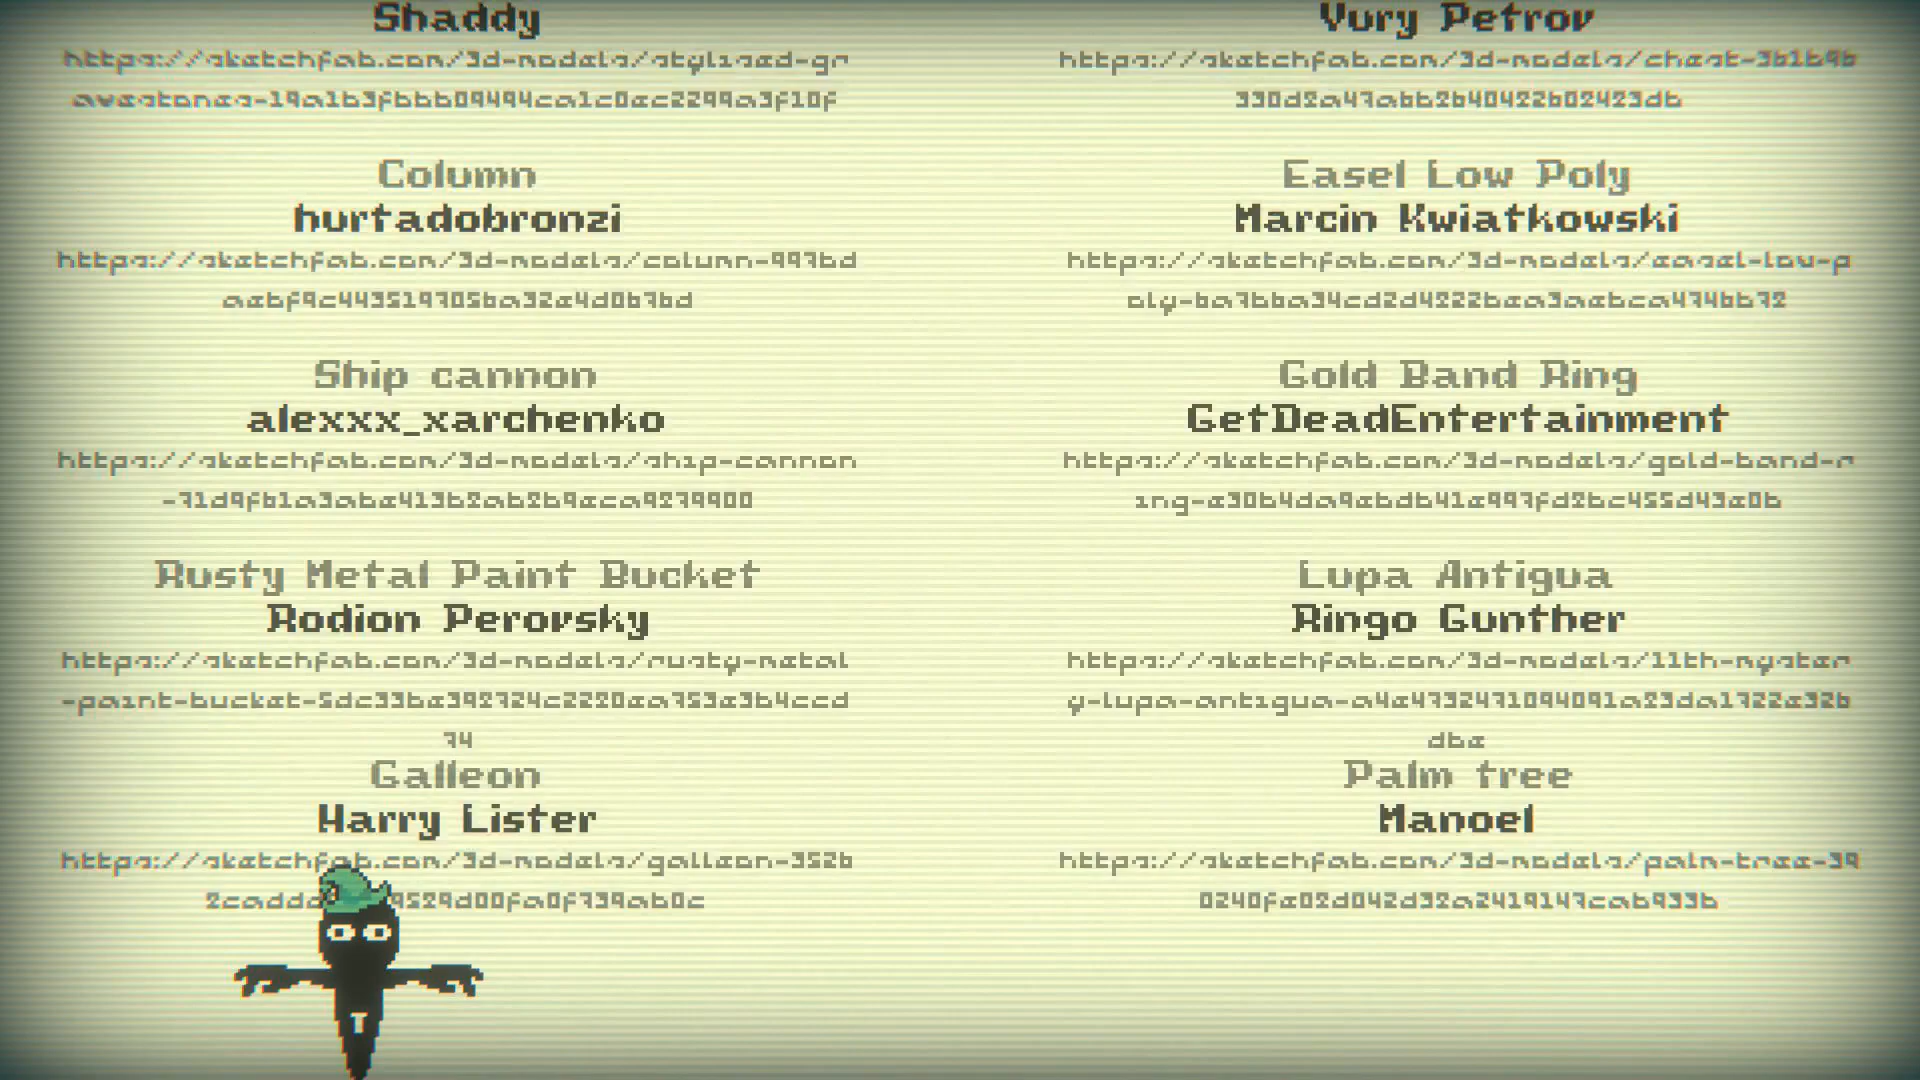 Shaddy
https://sketchfab.com/3d-models/stylised-gr
avestones-19a1b3fbbb09494ca1c0ec2299a3f10f
Column
hurtadobronzi
https://sketchfab.com/3d-models/column-997bd
aebf9c443519705ba32e4d0b7bd
Ship cannon
alexxx_xarchenko
https://sketchfab.com/3d-models/ship-cannon
-71d9fb1a3abe413b2ab2b9eca9279900
Rusty Metal Paint Bucket
Rodion Perovsky
https://sketchfab.com/3d-models/rusty-metal
-paint-bucket-5dc33be392724c2220ea753e3b4ccd
74
Galleon
Harry Lister
https://sketchfab.com/3d-models/galleon-352b
Yury Petrov
https://sketchfab.com/3d-models/chest-3b1b9b
330d2a47abb2b40422b02423db
Easel Low Poly
Marcin Kwiatkowski
https://sketchfab.com/3d-models/easel-low-p
oly-ba7bba34cd2d4222bea3aebca474bb72
Gold Band Ring
GetDeadEntertainment
https://sketchfab.com/3d-models/gold-band-r
ing-e30b4da9ebdb41e997fd2bc455d43e0b
Lupa Antigua
Ringo Gunther
https://sketchfab.com/3d-models/11th-myster
y-lupa-antigua-a4e4732471094091a23da1722e32b
dbe
Palm tree
Manoel
https://sketchfab.com/3d-models/palm-tree-39
0240fe02d042d32a2419147cab933b